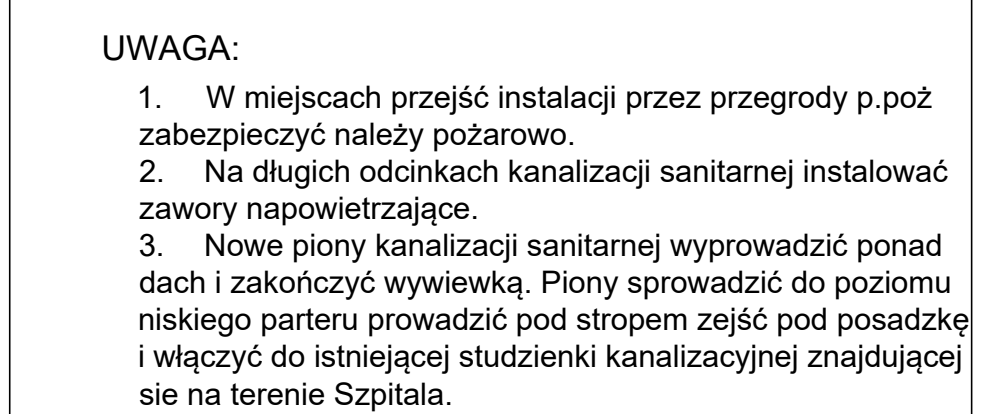 UWAGA:
1. W miejscach przejść instalacji przez przegrody p.poż
zabezpieczyć należy pożarowo.
2. Na długich odcinkach kanalizacji sanitarnej instalować
zawory napowietrzające.
3. Nowe piony kanalizacji sanitarnej wyprowadzić ponad
dach i zakończyć wywiewką. Piony sprowadzić do poziomu
niskiego parteru prowadzić pod stropem zejść pod posadzkę
i włączyć do istniejącej studzienki kanalizacyjnej znajdującej
sie na terenie Szpitala.